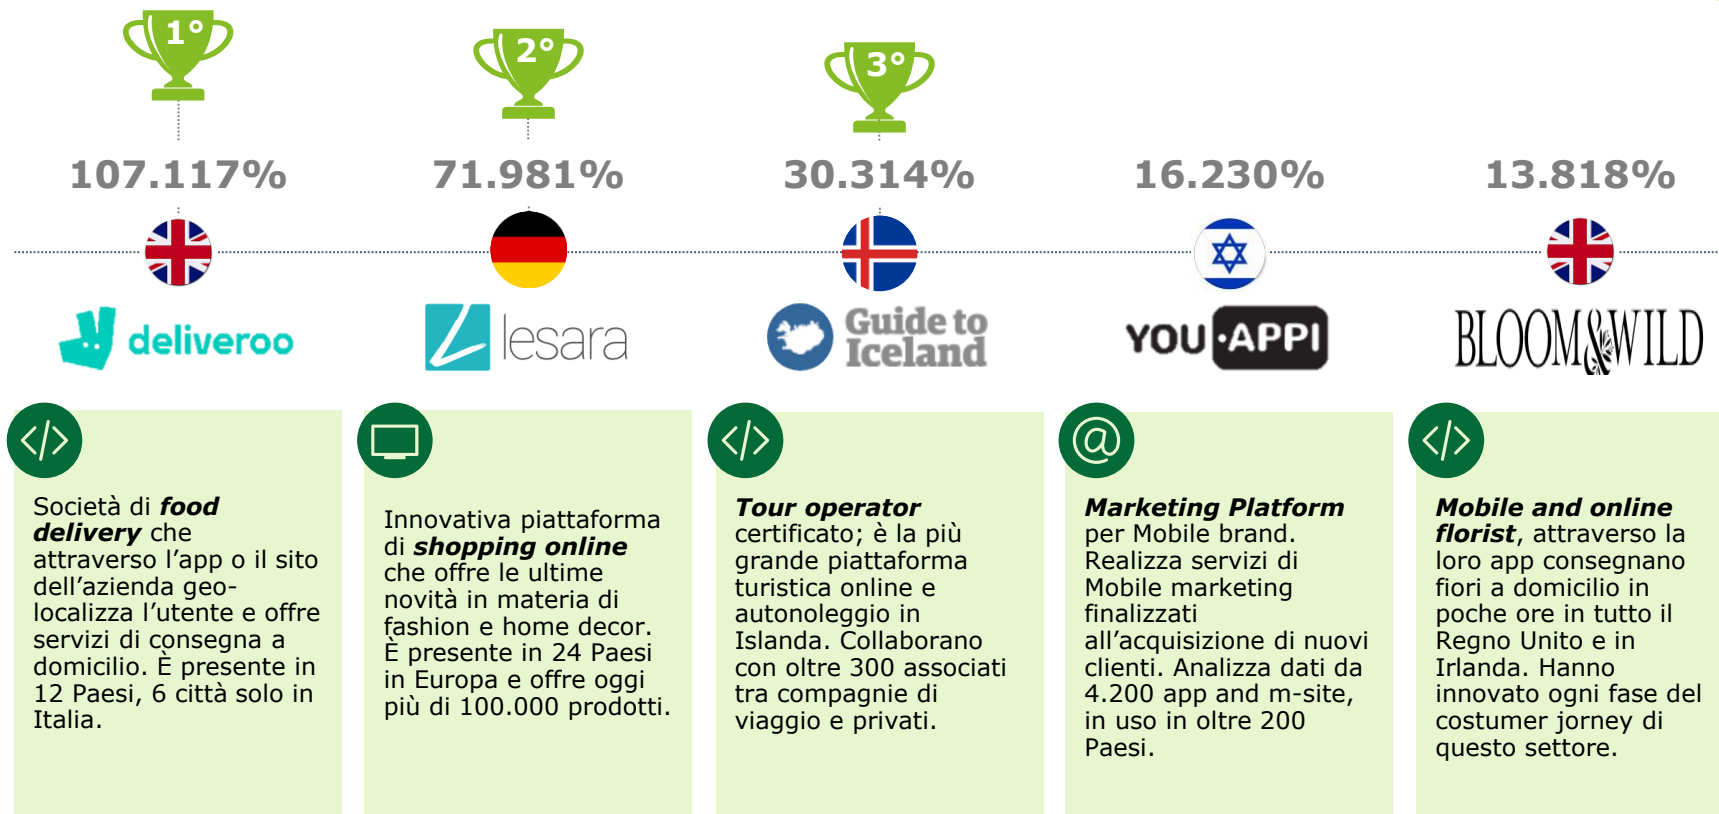 1°
2°
3°
107.117%
71.981%
30.314%
16.230%
13.818%
deliveroo
lesara
Guide to
Iceland
YOU·APPI
BLOOM&WILD
</>
Società di food
delivery che
attraverso l’app o il sito
dell’azienda geo-
localizza l’utente e offre
servizi di consegna a
domicilio. È presente in
12 Paesi, 6 città solo in
Italia.
Innovativa piattaforma
di shopping online
che offre le ultime
novità in materia di
fashion e home decor.
È presente in 24 Paesi
in Europa e offre oggi
più di 100.000 prodotti.
</>
Tour operator
certificato; è la più
grande piattaforma
turistica online e
autonoleggio in
Islanda. Collaborano
con oltre 300 associati
tra compagnie di
viaggio e privati.
@
Marketing Platform
per Mobile brand.
Realizza servizi di
Mobile marketing
finalizzati
all’acquisizione di nuovi
clienti. Analizza dati da
4.200 app and m-site,
in uso in oltre 200
Paesi.
</>
Mobile and online
florist, attraverso la
loro app consegnano
fiori a domicilio in
poche ore in tutto il
Regno Unito e in
Irlanda. Hanno
innovato ogni fase del
costumer jorney di
questo settore.